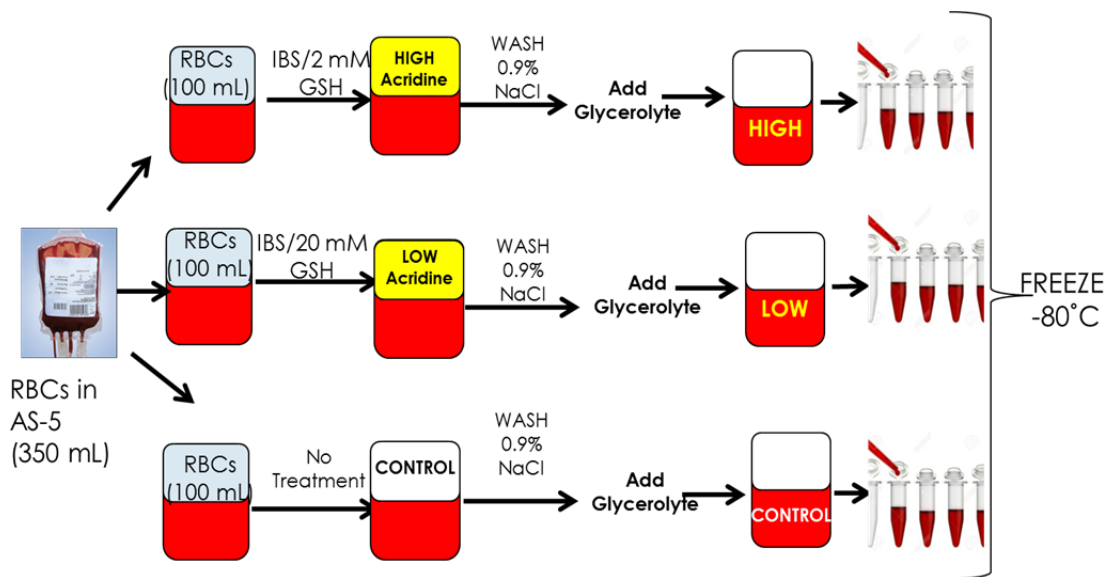 RBCs
(100 mL)
IBS/2 mM
GSH
HIGH
Acridine
WASH
0.9%
NaCl
Add
Glycerolyte
HIGH
RBCs
(100 mL)
IBS/20 mM
GSH
LOW
Acridine
WASH
0.9%
NaCl
Add
Glycerolyte
LOW
FREEZE
-80°C
RBCs in
AS-5
(350 mL)
RBCs
(100 mL)
No
Treatment
CONTROL
WASH
0.9%
NaCl
Add
Glycerolyte
CONTROL